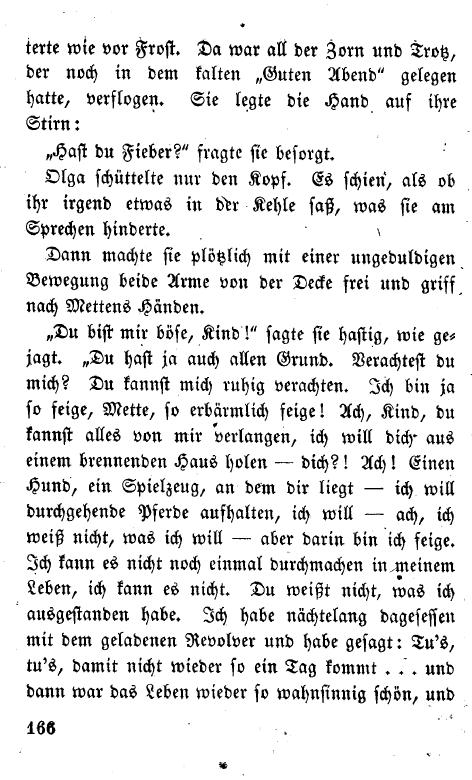 terte wie vor Frost. Da war all der Zorn und Trotz,
der noch in dem kalten „Guten Abend“ gelegen
hatte, verflogen. Sie legte die Hand auf ihre
Stirn:
„Hast du Fieber?“ fragte sie besorgt.
Olga schüttelte nur den Kopf. Es schien, als ob
ihr irgend etwas in der Kehle saß, was sie am
Sprechen hinderte.
Dann machte sie plötzlich mit einer ungeduldigen
Bewegung beide Arme von der Decke frei und griff
nach Mettens Händen.
„Du bist mir böse, Kind!“ sagte sie hastig, wie ge-
jagt. „Du hast ja auch allen Grund. Verachtest du
mich? Du kannst mich ruhig verachten. Ich bin ja
so feige, Mette, so erbärmlich feige! Ach, Kind, du
kannst alles von mir verlangen, ich will dich aus
einem brennenden Haus holen — dich?! Ach! Einen
Hund, ein Spielzeug, an dem dir liegt — ich will
durchgehende Pferde aufhalten, ich will — ach, ich
weiß nicht, was ich will — aber darin bin ich feige.
Ich kann es nicht noch einmal durchmachen in meinem
Leben, ich kann es nicht. Du weißt nicht, was ich
ausgestanden habe. Ich habe nächtelang dagesessen
mit dem geladenen Revolver und habe gesagt: Tu's,
tu's, damit nicht wieder so ein Tag kommt . . . und
dann war das Leben wieder so wahnsinnig schön, und
166